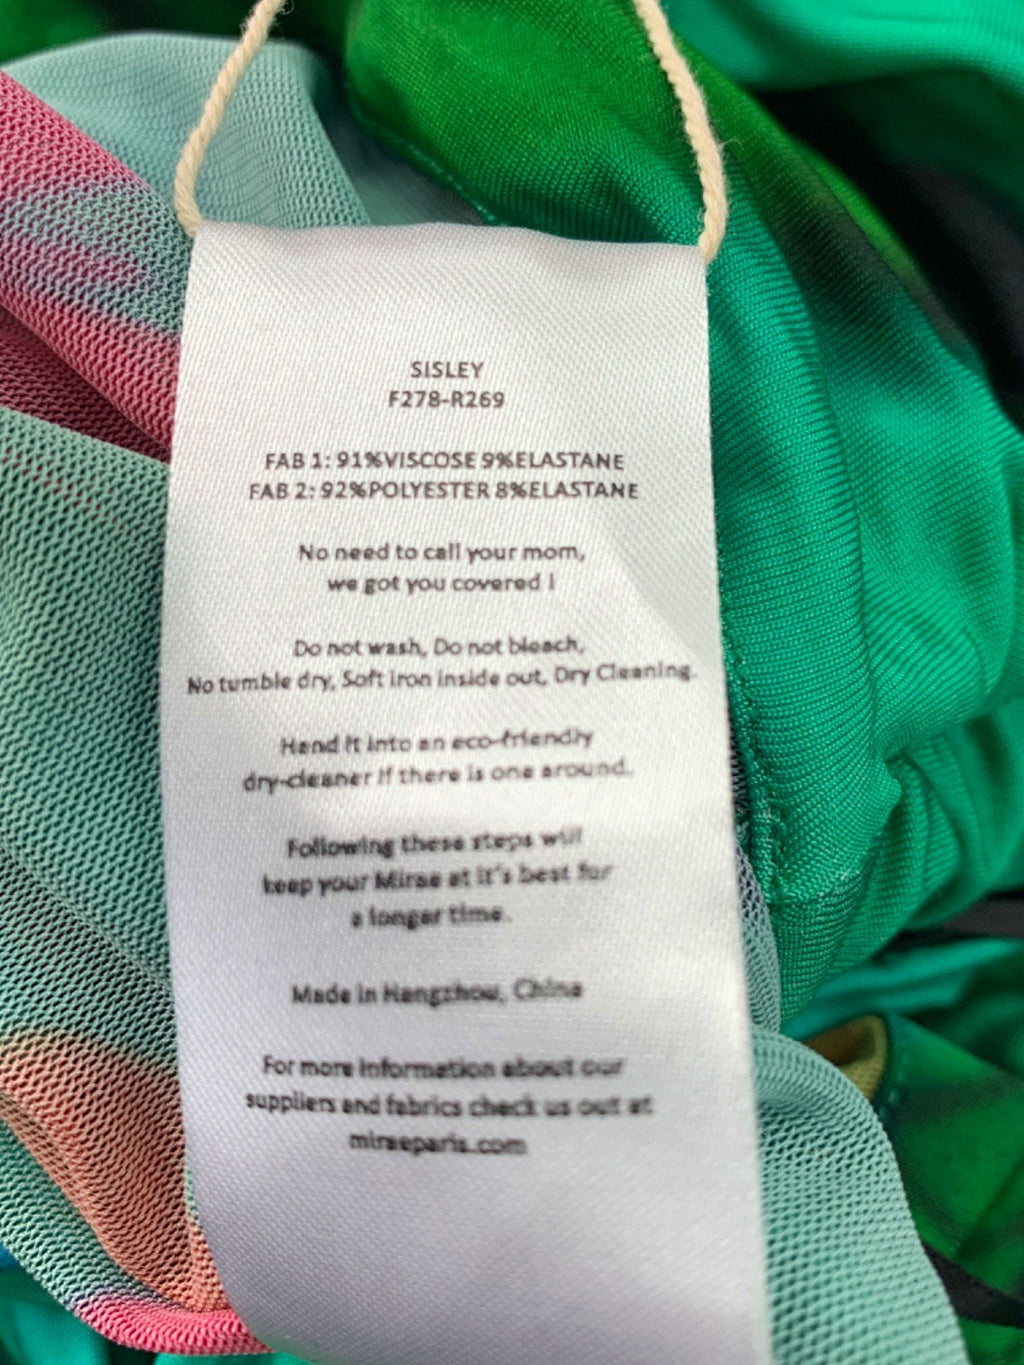 SISLEY
F278-R269
FAB 1: 91%VISCOSE 9%ELASTANE
FAB 2: 92%POLYESTER 8%ELASTANE
No need to call your mom,
we got you covered !
Do not wash, Do not bleach,
No tumble dry, Soft iron inside out, Dry Cleaning.
Hand it into an eco-friendly
dry-cleaner if there is one around.
Following these steps will
keep your Mirae at it's best for
a longer time.
Made in Hangzhou, China
For more information about our
suppliers and fabrics check us out at
miraeparis.com